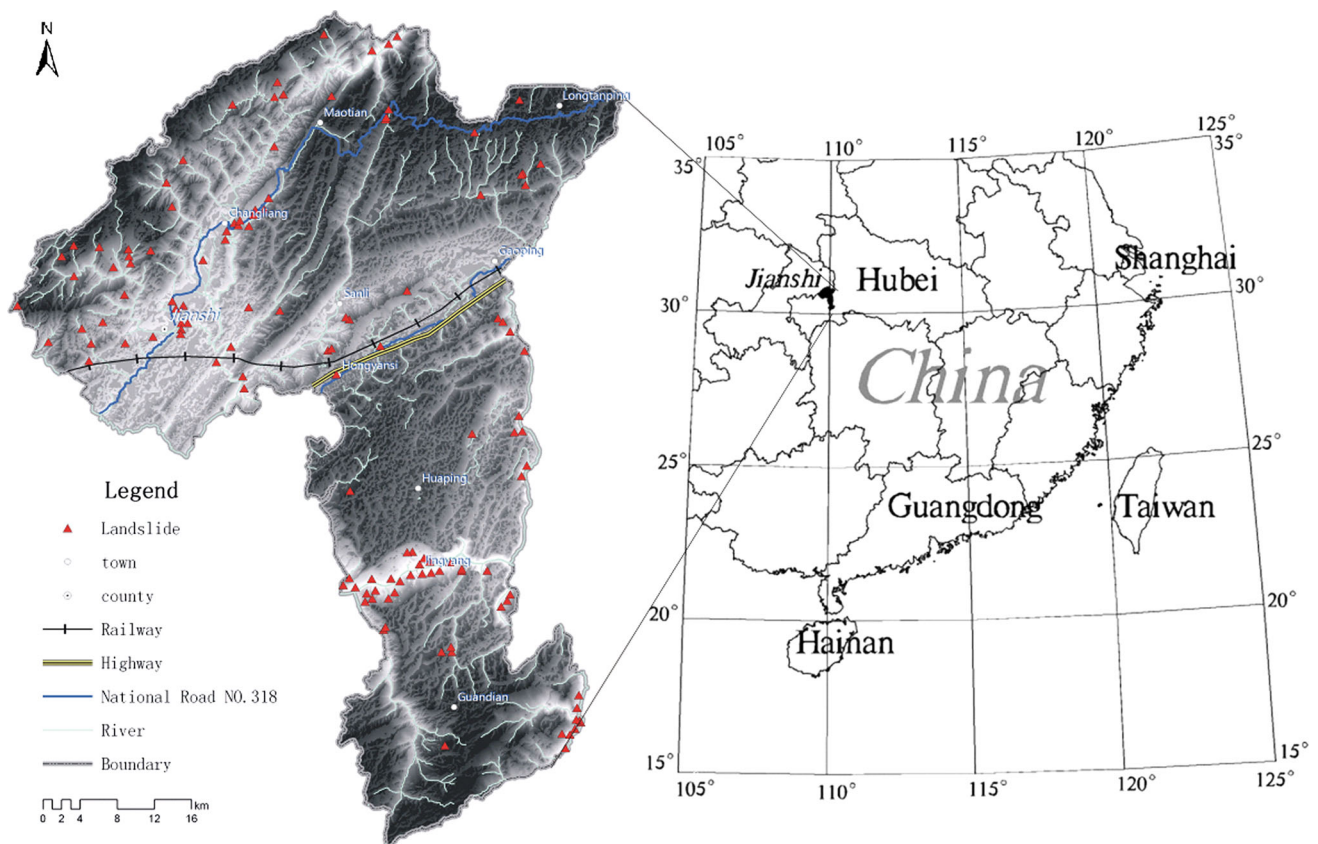 N
Longtanping
Maotian
Changliang
Gaoping
Sanli
Jianshi
Hongyansi
Huaping
Jingyang
Guandian
Legend
Landslide
town
county
Railway
Highway
National Road NO.318
River
Boundary
0 2 4 8 12 16 km
105° 110° 115° 120° 125°
35° 35°
Shanghai
Jianshi Hubei
30° 30°
China
25° 25°
Guangdong Taiwan
20° 20°
Hainan
15° 15°
105° 110° 115° 120° 125°